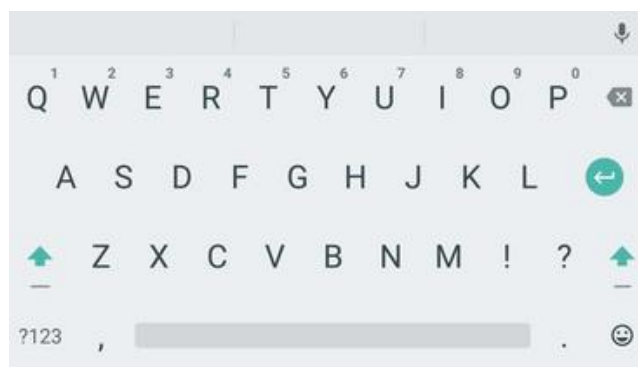 1 2 3 4 5 6 7 8 9 0
Q W E R T Y U I O P
A S D F G H J K L
Z X C V B N M ! ?
?123 , .